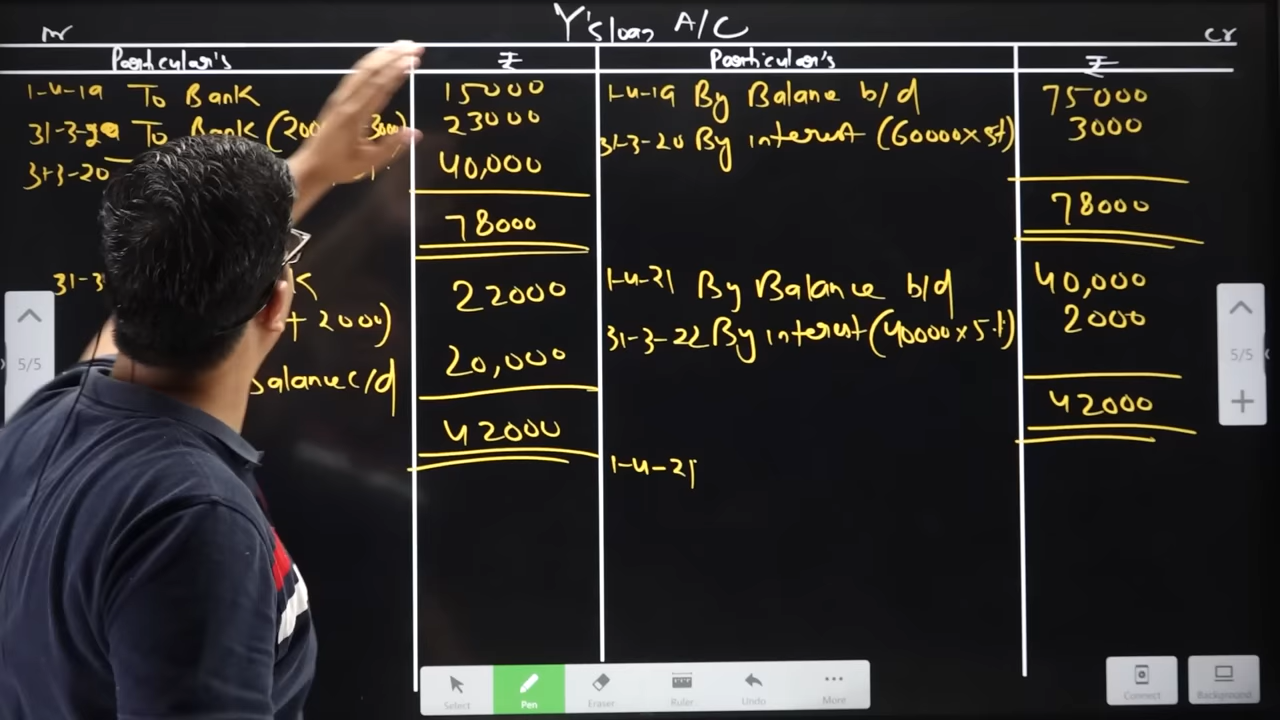 Dr Y's loan A/C Cr
Particular's ₹ Particular's ₹
1-4-19 To Bank 15000 1-4-19 By Balane b/d 75000
To Bank 23000 31-3-20 By interest (60000×5%) 3000
31-3-20 40,000
78000 78000
22000 1-4-21 By Balance b/d 40,000
+ 2000) 31-3-22 By interest (40000×5%) 2000
Balance c/d 20,000
42000 42000
1-4-21
5/5 5/5
Select Pen Eraser Ruler Undo More Connect Background